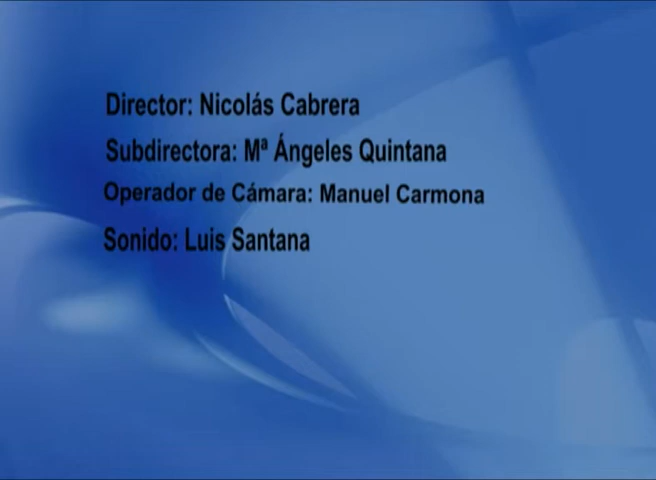 Director: Nicolás Cabrera
Subdirectora: Mª Ángeles Quintana
Operador de Cámara: Manuel Carmona
Sonido: Luis Santana